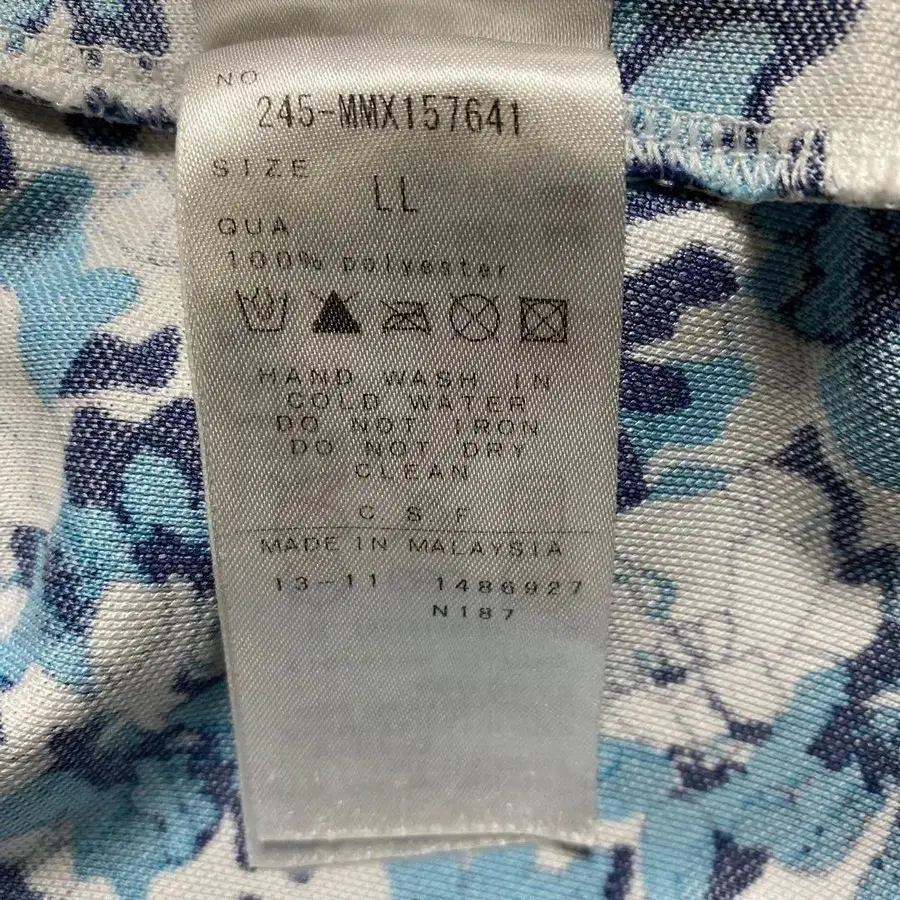 NO
245-MMX157641
SIZE
LL
QUA
100% polyester
HAND WASH IN
COLD WATER
DO NOT IRON
DO NOT DRY
CLEAN
C S F
MADE IN MALAYSIA
13-11 1486927
N187